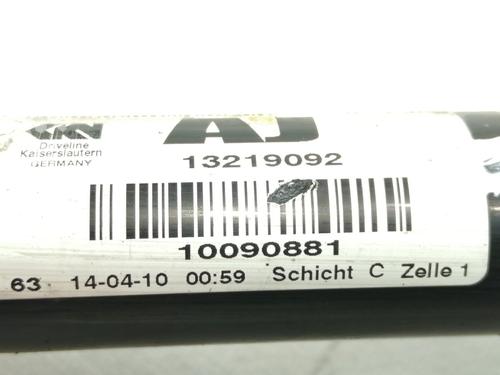 AJ
Driveline
Kaiserslautern
GERMANY
13219092
10090881
63 14-04-10 00:59 Schicht C Zelle 1